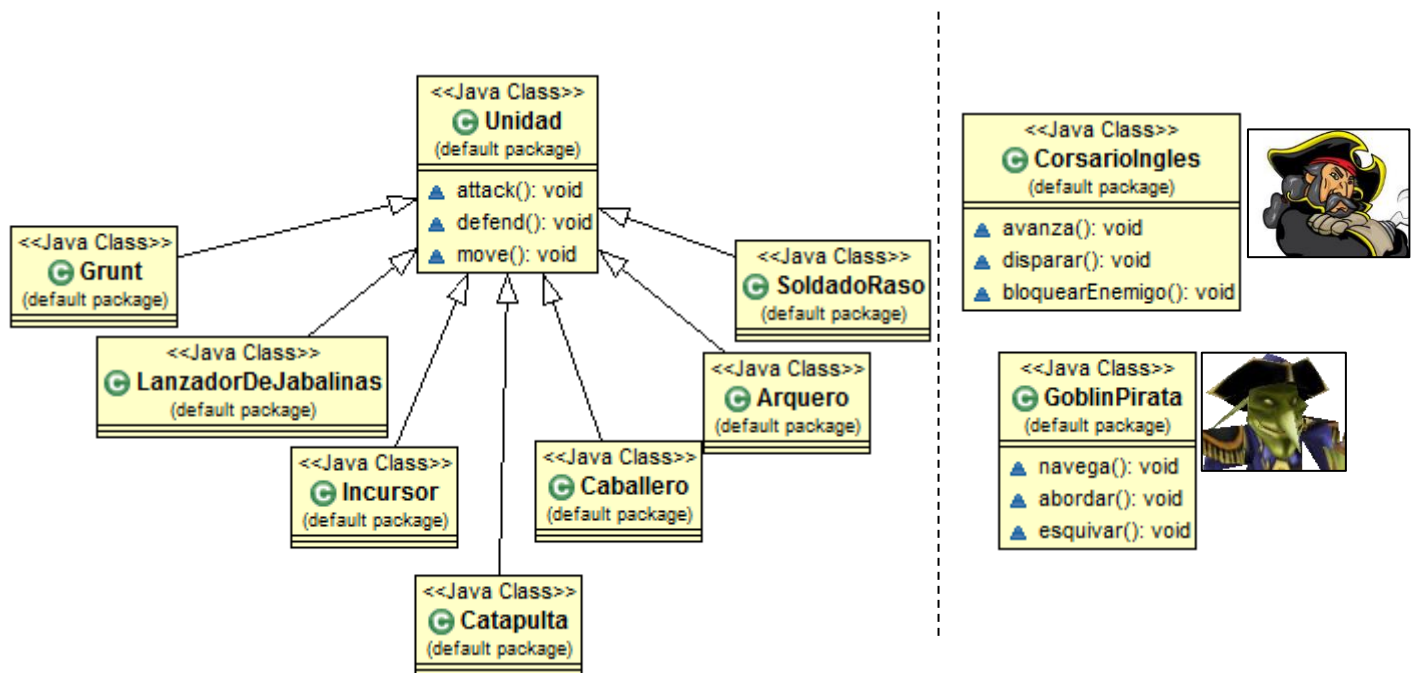 <<Java Class>>
Unidad
(default package)
attack(): void
defend(): void
move(): void
<<Java Class>>
Grunt
(default package)
<<Java Class>>
LanzadorDeJabalinas
(default package)
<<Java Class>>
Incursor
(default package)
<<Java Class>>
Catapulta
(default package)
<<Java Class>>
Caballero
(default package)
<<Java Class>>
Arquero
(default package)
<<Java Class>>
SoldadoRaso
(default package)
<<Java Class>>
CorsarioIngles
(default package)
avanza(): void
disparar(): void
bloquearEnemigo(): void
<<Java Class>>
GoblinPirata
(default package)
navega(): void
abordar(): void
esquivar(): void